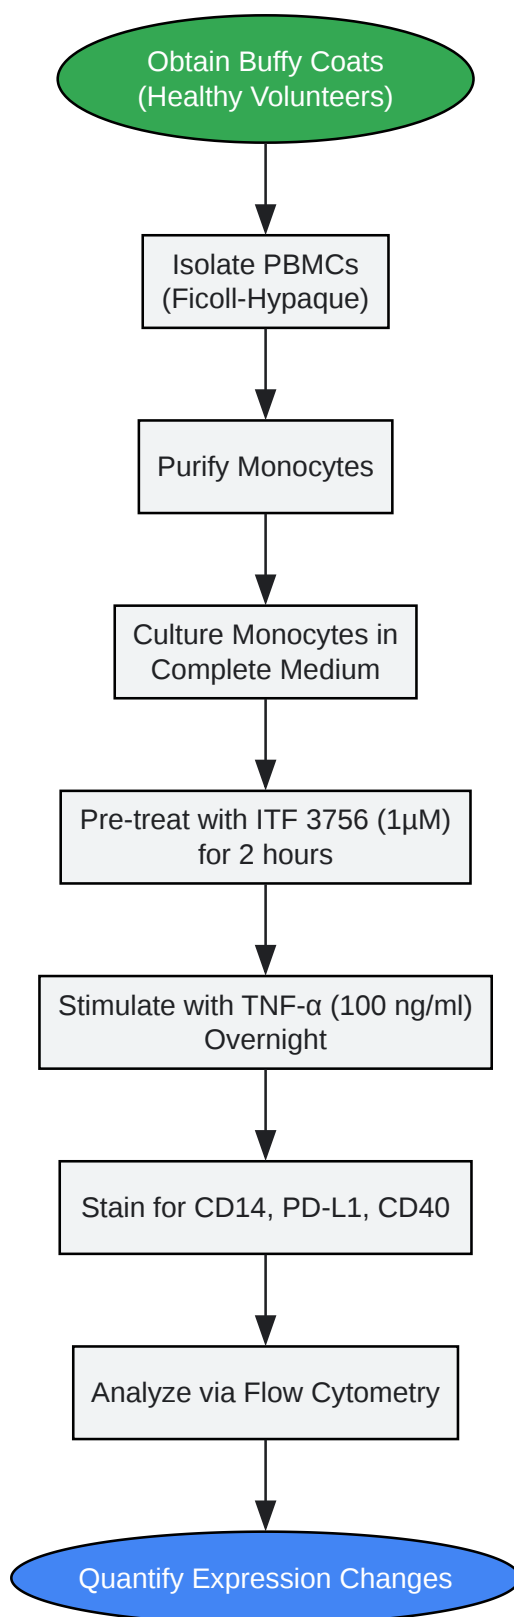 Obtain Buffy Coats
(Healthy Volunteers)
Isolate PBMCs
(Ficoll-Hypaque)
Purify Monocytes
Culture Monocytes in
Complete Medium
Pre-treat with ITF 3756 (1µM)
for 2 hours
Stimulate with TNF-α (100 ng/ml)
Overnight
Stain for CD14, PD-L1, CD40
Analyze via Flow Cytometry
Quantify Expression Changes